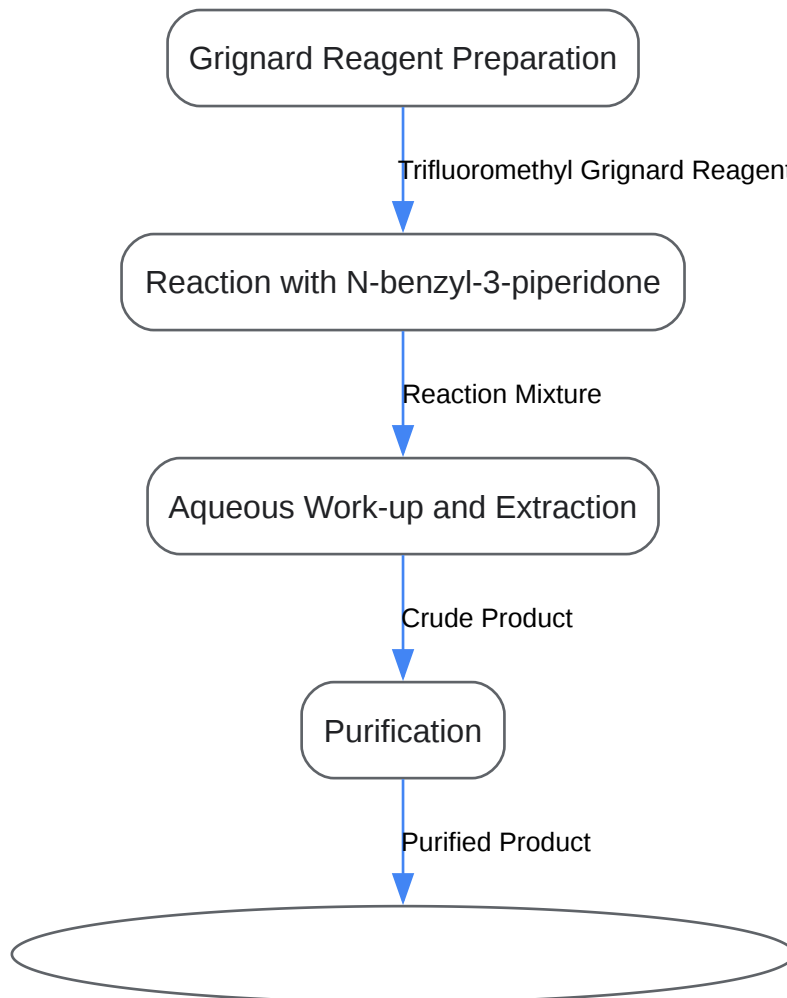 Grignard Reagent Preparation
Trifluoromethyl Grignard Reagent
Reaction with N-benzyl-3-piperidone
Reaction Mixture
Aqueous Work-up and Extraction
Crude Product
Purification
Purified Product